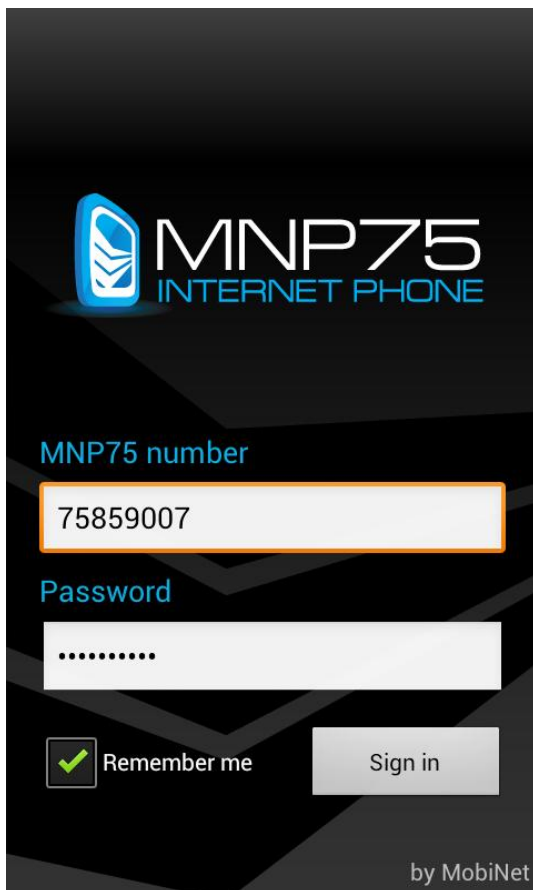 MNP75
INTERNET PHONE
MNP75 number
75859007
Password
••••••••••
Remember me
Sign in
by MobiNet